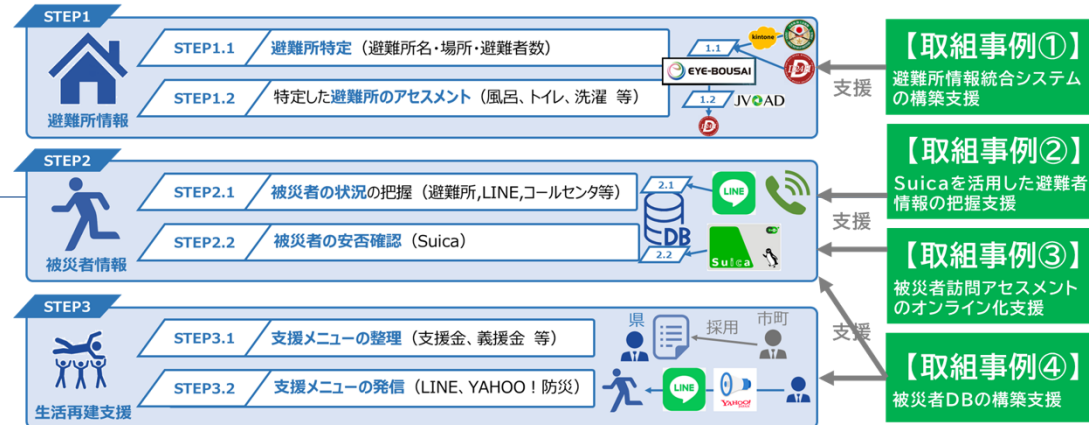 STEP1
STEP1.1 避難所特定（避難所名・場所・避難者数）
STEP1.2 特定した避難所のアセスメント（風呂、トイレ、洗濯 等）
避難所情報
kintone
1.1
EYE-BOUSAI
1.2
JVOAD
支援
【取組事例①】
避難所情報統合システム
の構築支援
STEP2
STEP2.1 被災者の状況の把握（避難所,LINE,コールセンタ等）
STEP2.2 被災者の安否確認（Suica）
被災者情報
2.1
DB
2.2
LINE
Suica
支援
【取組事例②】
Suicaを活用した避難者
情報の把握支援
【取組事例③】
被災者訪問アセスメント
のオンライン化支援
STEP3
STEP3.1 支援メニューの整理（支援金、義援金 等）
STEP3.2 支援メニューの発信（LINE、YAHOO！防災）
生活再建支援
県
採用
市町
LINE
YAHOO!
支援
【取組事例④】
被災者DBの構築支援